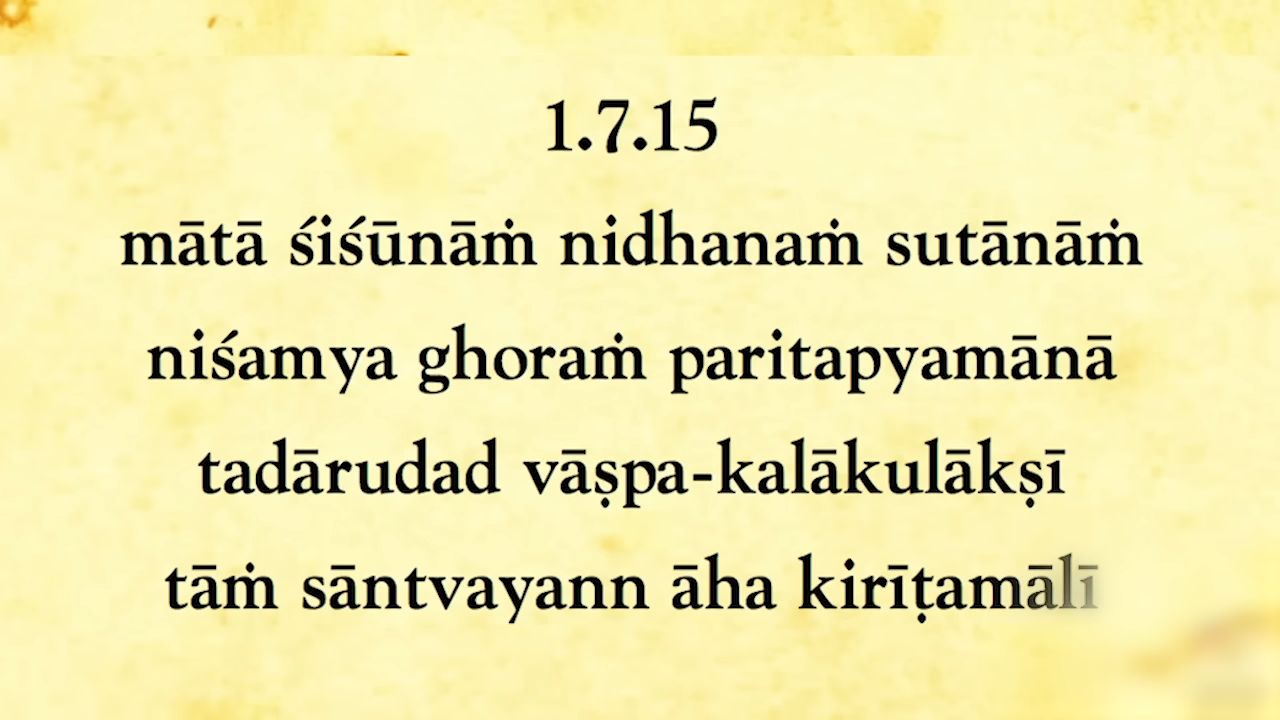 1.7.15
mātā śiśūnāṁ nidhanaṁ sutānāṁ
niśamya ghoraṁ paritapyamānā
tadārudad vāṣpa-kalākulākṣī
tāṁ sāntvayann āha kirīṭamālī